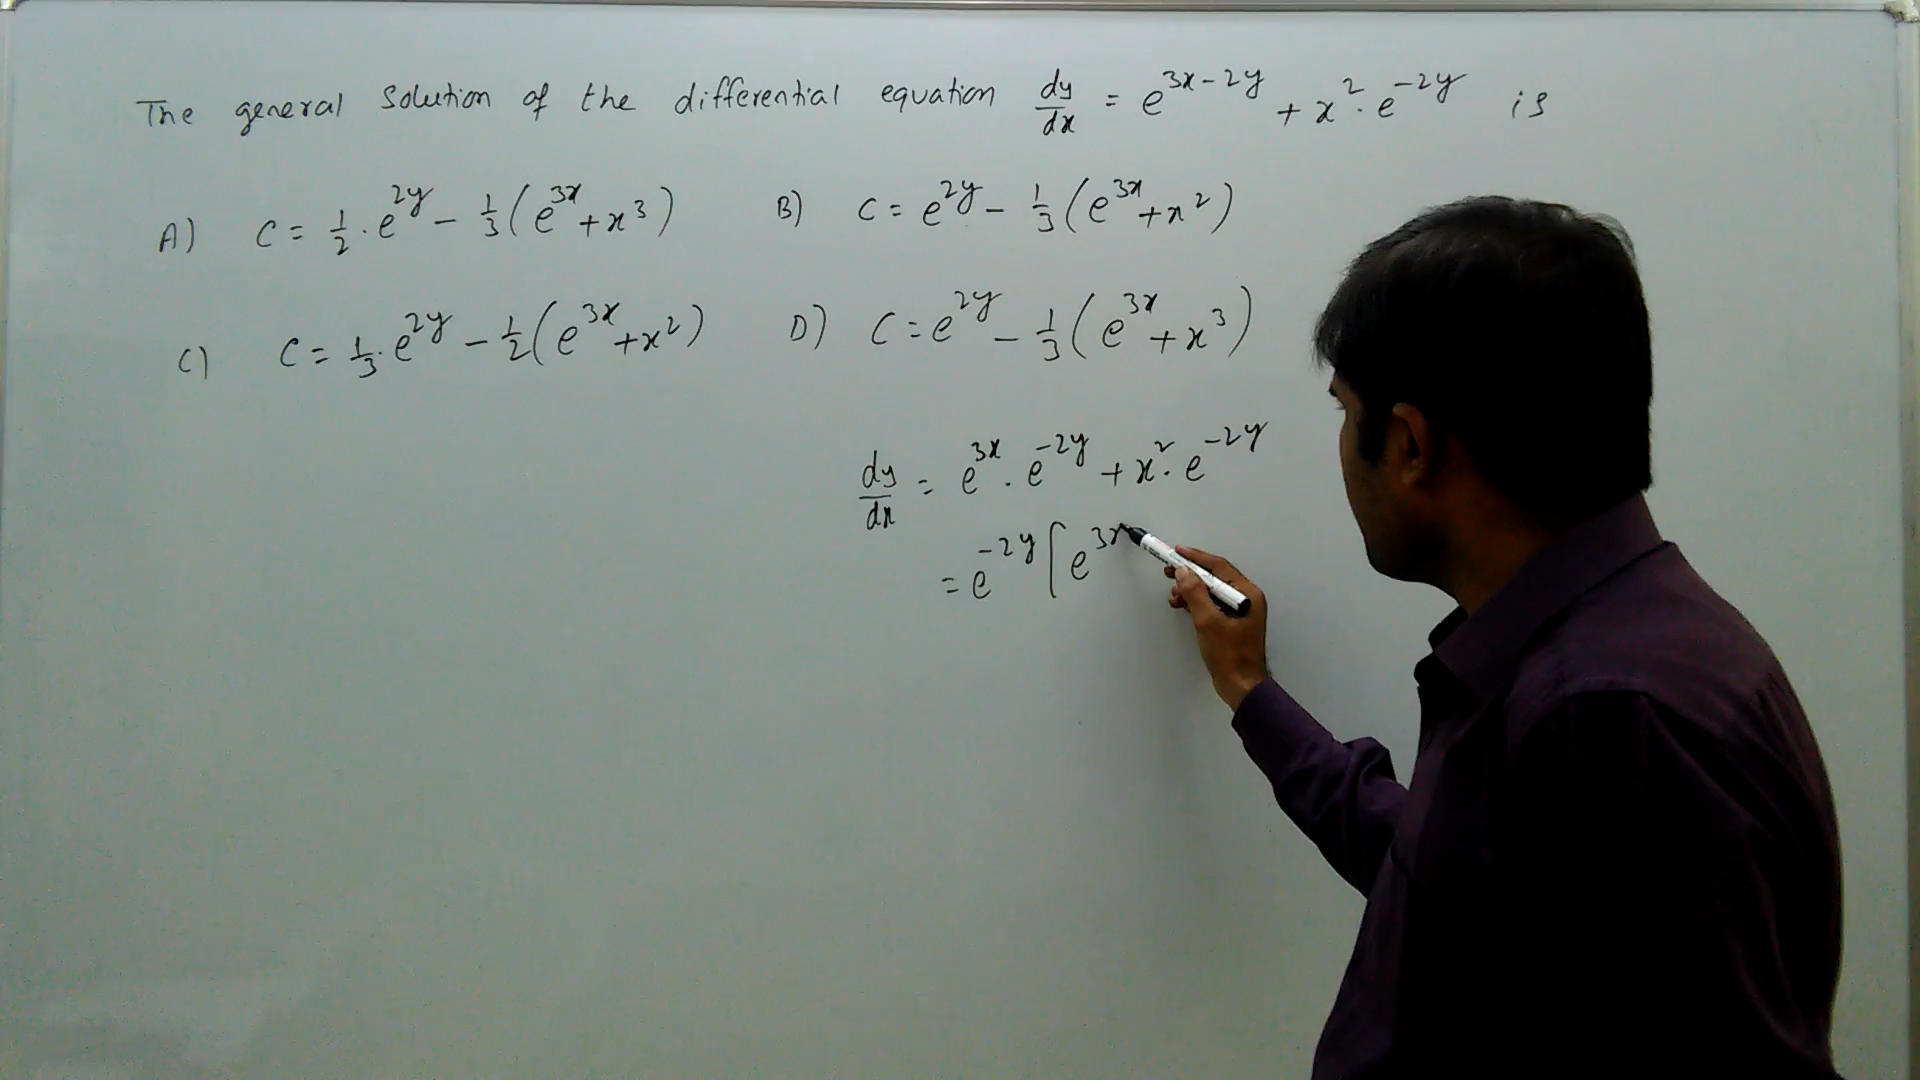 The general Solution of the differential equation dy/dx = e^{3x-2y} + x^2 · e^{-2y} is
A) C = 1/2 · e^{2y} - 1/3 (e^{3x} + x^3) B) C = e^{2y} - 1/3 (e^{3x} + x^2)
C) C = 1/3 · e^{2y} - 1/2 (e^{3x} + x^2) D) C = e^{2y} - 1/3 (e^{3x} + x^3)
dy/dx = e^{3x} · e^{-2y} + x^2 · e^{-2y}
= e^{-2y} [e^{3x}